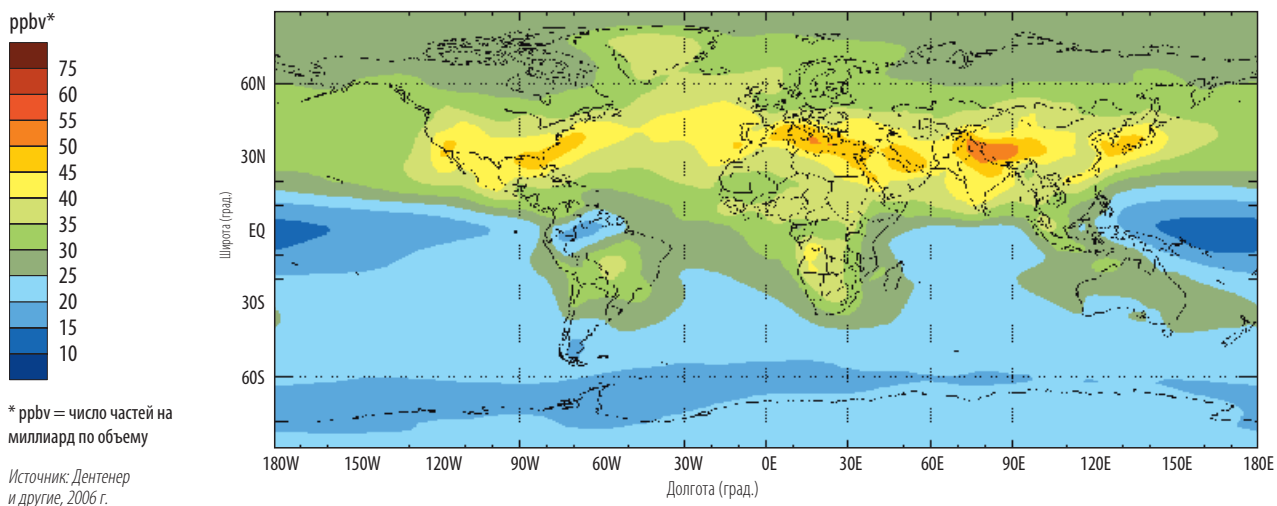 ppbv*
75
60
55
50
45
40
35
30
25
20
15
10
* ppbv = число частей на
миллиард по объему
Источник: Дентенер
и другие, 2006 г.
Широта (град.)
60N
30N
EQ
30S
60S
180W 150W 120W 90W 60W 30W 0E 30E 60E 90E 120E 150E 180E
Долгота (град.)